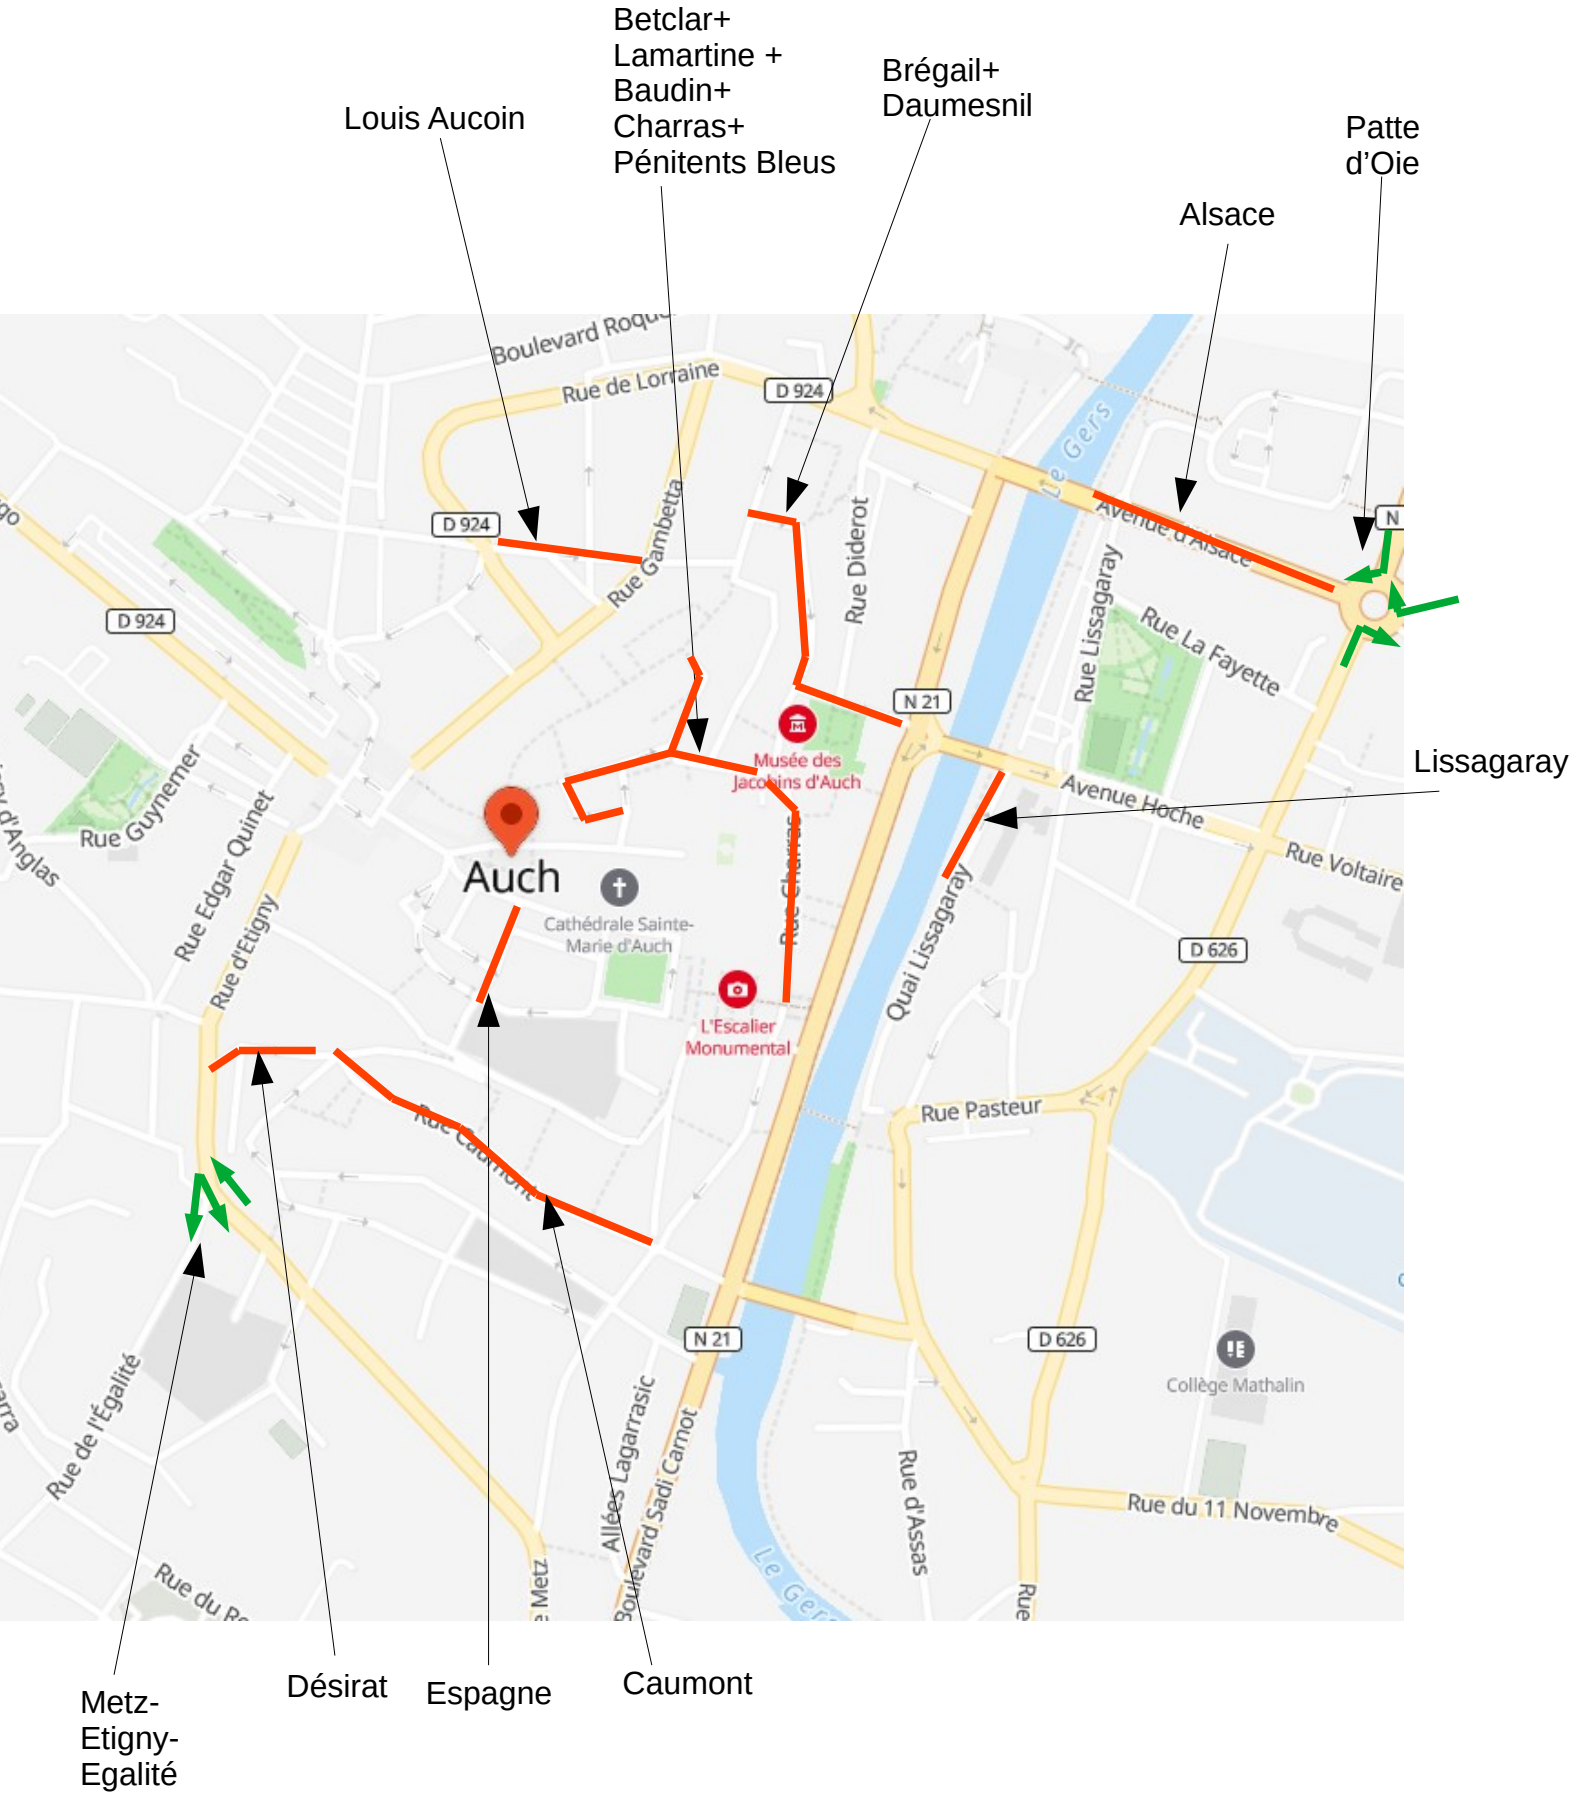 Betclar+
Lamartine +
Baudin+
Charras+
Pénitents Bleus
Brégail+
Daumesnil
Louis Aucoin
Patte
d’Oie
Alsace
Boulevard
Rue de Lorraine
D 924
Le Gers
D 924
N
Rue Gambetta
Rue Diderot
Avenue d'Alsace
Rue Lissagaray
D 924
Rue La Fayette
N 21
Musée des
Jacobins d'Auch
Lissagaray
Rue Guynemer
Avenue Hoche
Rue Edgar Quinet
Rue Voltaire
Auch
Rue Charras
Cathédrale Sainte-
Marie d'Auch
Rue d'Etigny
Quai Lissagaray
D 626
L'Escalier
Monumental
Rue Caumont
Rue Pasteur
N 21
D 626
Collège Mathalin
Rue de l'Égalité
Allées Lagarrasic
Boulevard Sadi Carnot
Rue d'Assas
Rue du 11 Novembre
Le Gers
Rue du
Metz
Rue
Metz-
Etigny-
Egalité
Désirat
Espagne
Caumont